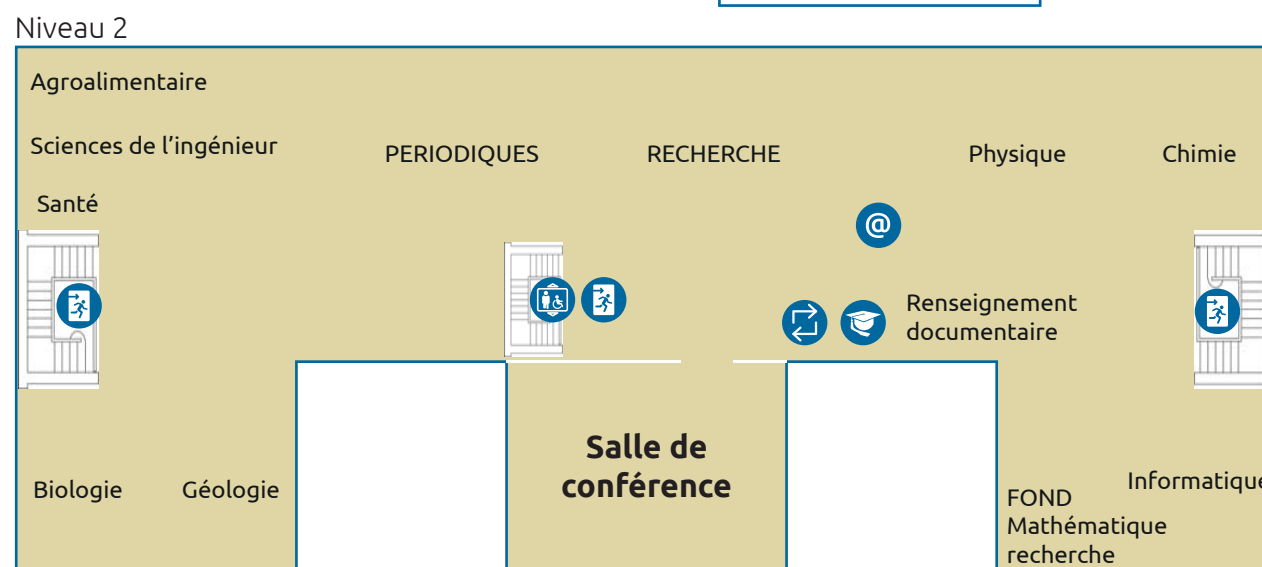 Niveau 2
Agroalimentaire
Sciences de l'ingénieur
PERIODIQUES
RECHERCHE
Physique
Chimie
Santé
@
Renseignement
documentaire
Salle de
conférence
Biologie
Géologie
Informatique
FOND
Mathématique
recherche